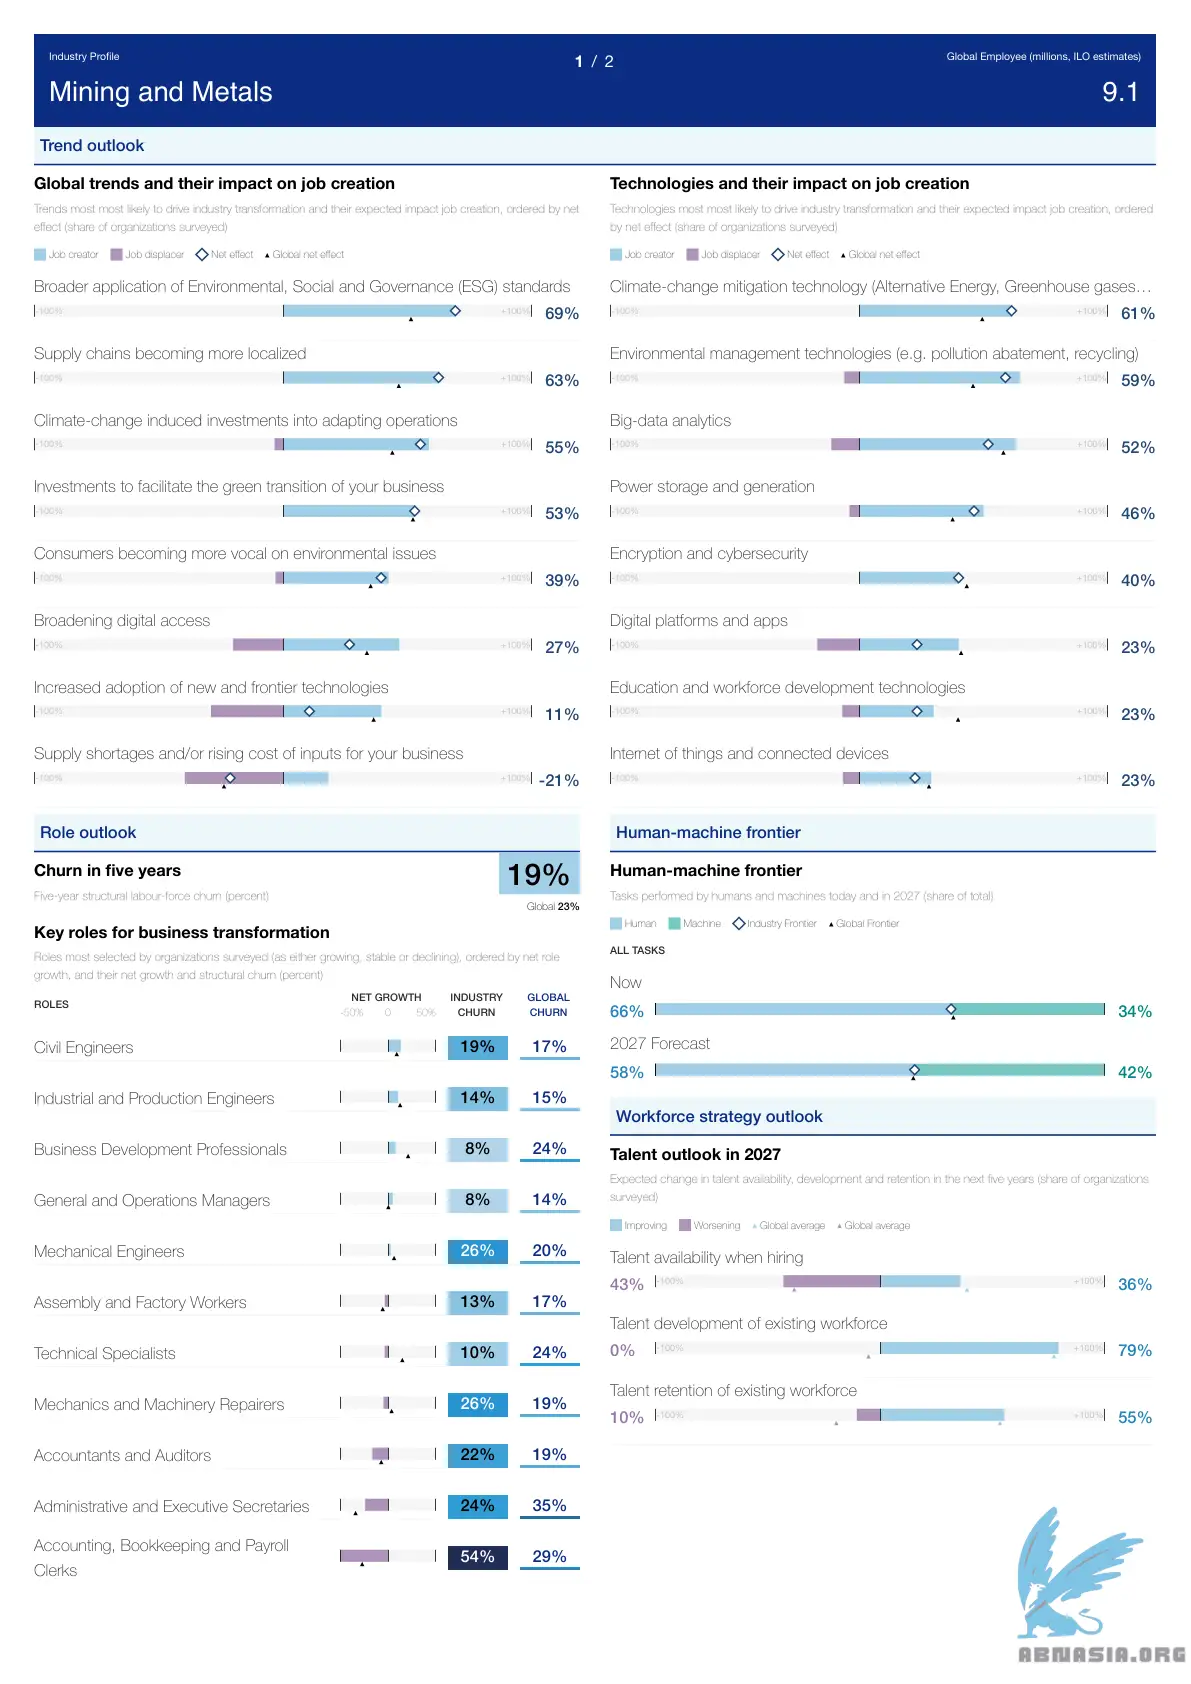 Industry Profile
1 / 2
Global Employee (millions, ILO estimates)
Mining and Metals
9.1
Trend outlook
Global trends and their impact on job creation
Trends most most likely to drive industry transformation and their expected impact job creation, ordered by net
effect (share of organizations surveyed)
Job creator Job displacer Net effect Global net effect
Broader application of Environmental, Social and Governance (ESG) standards
-100% +100% 69%
Supply chains becoming more localized
-100% +100% 63%
Climate-change induced investments into adapting operations
-100% +100% 55%
Investments to facilitate the green transition of your business
-100% +100% 53%
Consumers becoming more vocal on environmental issues
-100% +100% 39%
Broadening digital access
-100% +100% 27%
Increased adoption of new and frontier technologies
-100% +100% 11%
Supply shortages and/or rising cost of inputs for your business
-100% +100% -21%
Technologies and their impact on job creation
Technologies most most likely to drive industry transformation and their expected impact job creation, ordered
by net effect (share of organizations surveyed)
Job creator Job displacer Net effect Global net effect
Climate-change mitigation technology (Alternative Energy, Greenhouse gases…
-100% +100% 61%
Environmental management technologies (e.g. pollution abatement, recycling)
-100% +100% 59%
Big-data analytics
-100% +100% 52%
Power storage and generation
-100% +100% 46%
Encryption and cybersecurity
-100% +100% 40%
Digital platforms and apps
-100% +100% 23%
Education and workforce development technologies
-100% +100% 23%
Internet of things and connected devices
-100% +100% 23%
Role outlook
Churn in five years
19%
Five-year structural labour-force churn (percent)
Global 23%
Key roles for business transformation
Roles most selected by organizations surveyed (as either growing, stable or declining), ordered by net role
growth, and their net growth and structural churn (percent)
ROLES NET GROWTH INDUSTRY CHURN GLOBAL CHURN
-50% 0 50%
Civil Engineers 19% 17%
Industrial and Production Engineers 14% 15%
Business Development Professionals 8% 24%
General and Operations Managers 8% 14%
Mechanical Engineers 26% 20%
Assembly and Factory Workers 13% 17%
Technical Specialists 10% 24%
Mechanics and Machinery Repairers 26% 19%
Accountants and Auditors 22% 19%
Administrative and Executive Secretaries 24% 35%
Accounting, Bookkeeping and Payroll
Clerks 54% 29%
Human-machine frontier
Human-machine frontier
Tasks performed by humans and machines today and in 2027 (share of total)
Human Machine Industry Frontier Global Frontier
ALL TASKS
Now
66% 34%
2027 Forecast
58% 42%
Workforce strategy outlook
Talent outlook in 2027
Expected change in talent availability, development and retention in the next five years (share of organizations
surveyed)
Improving Worsening Global average Global average
Talent availability when hiring
43% -100% +100% 36%
Talent development of existing workforce
0% -100% +100% 79%
Talent retention of existing workforce
10% -100% +100% 55%
ABNASIA.ORG